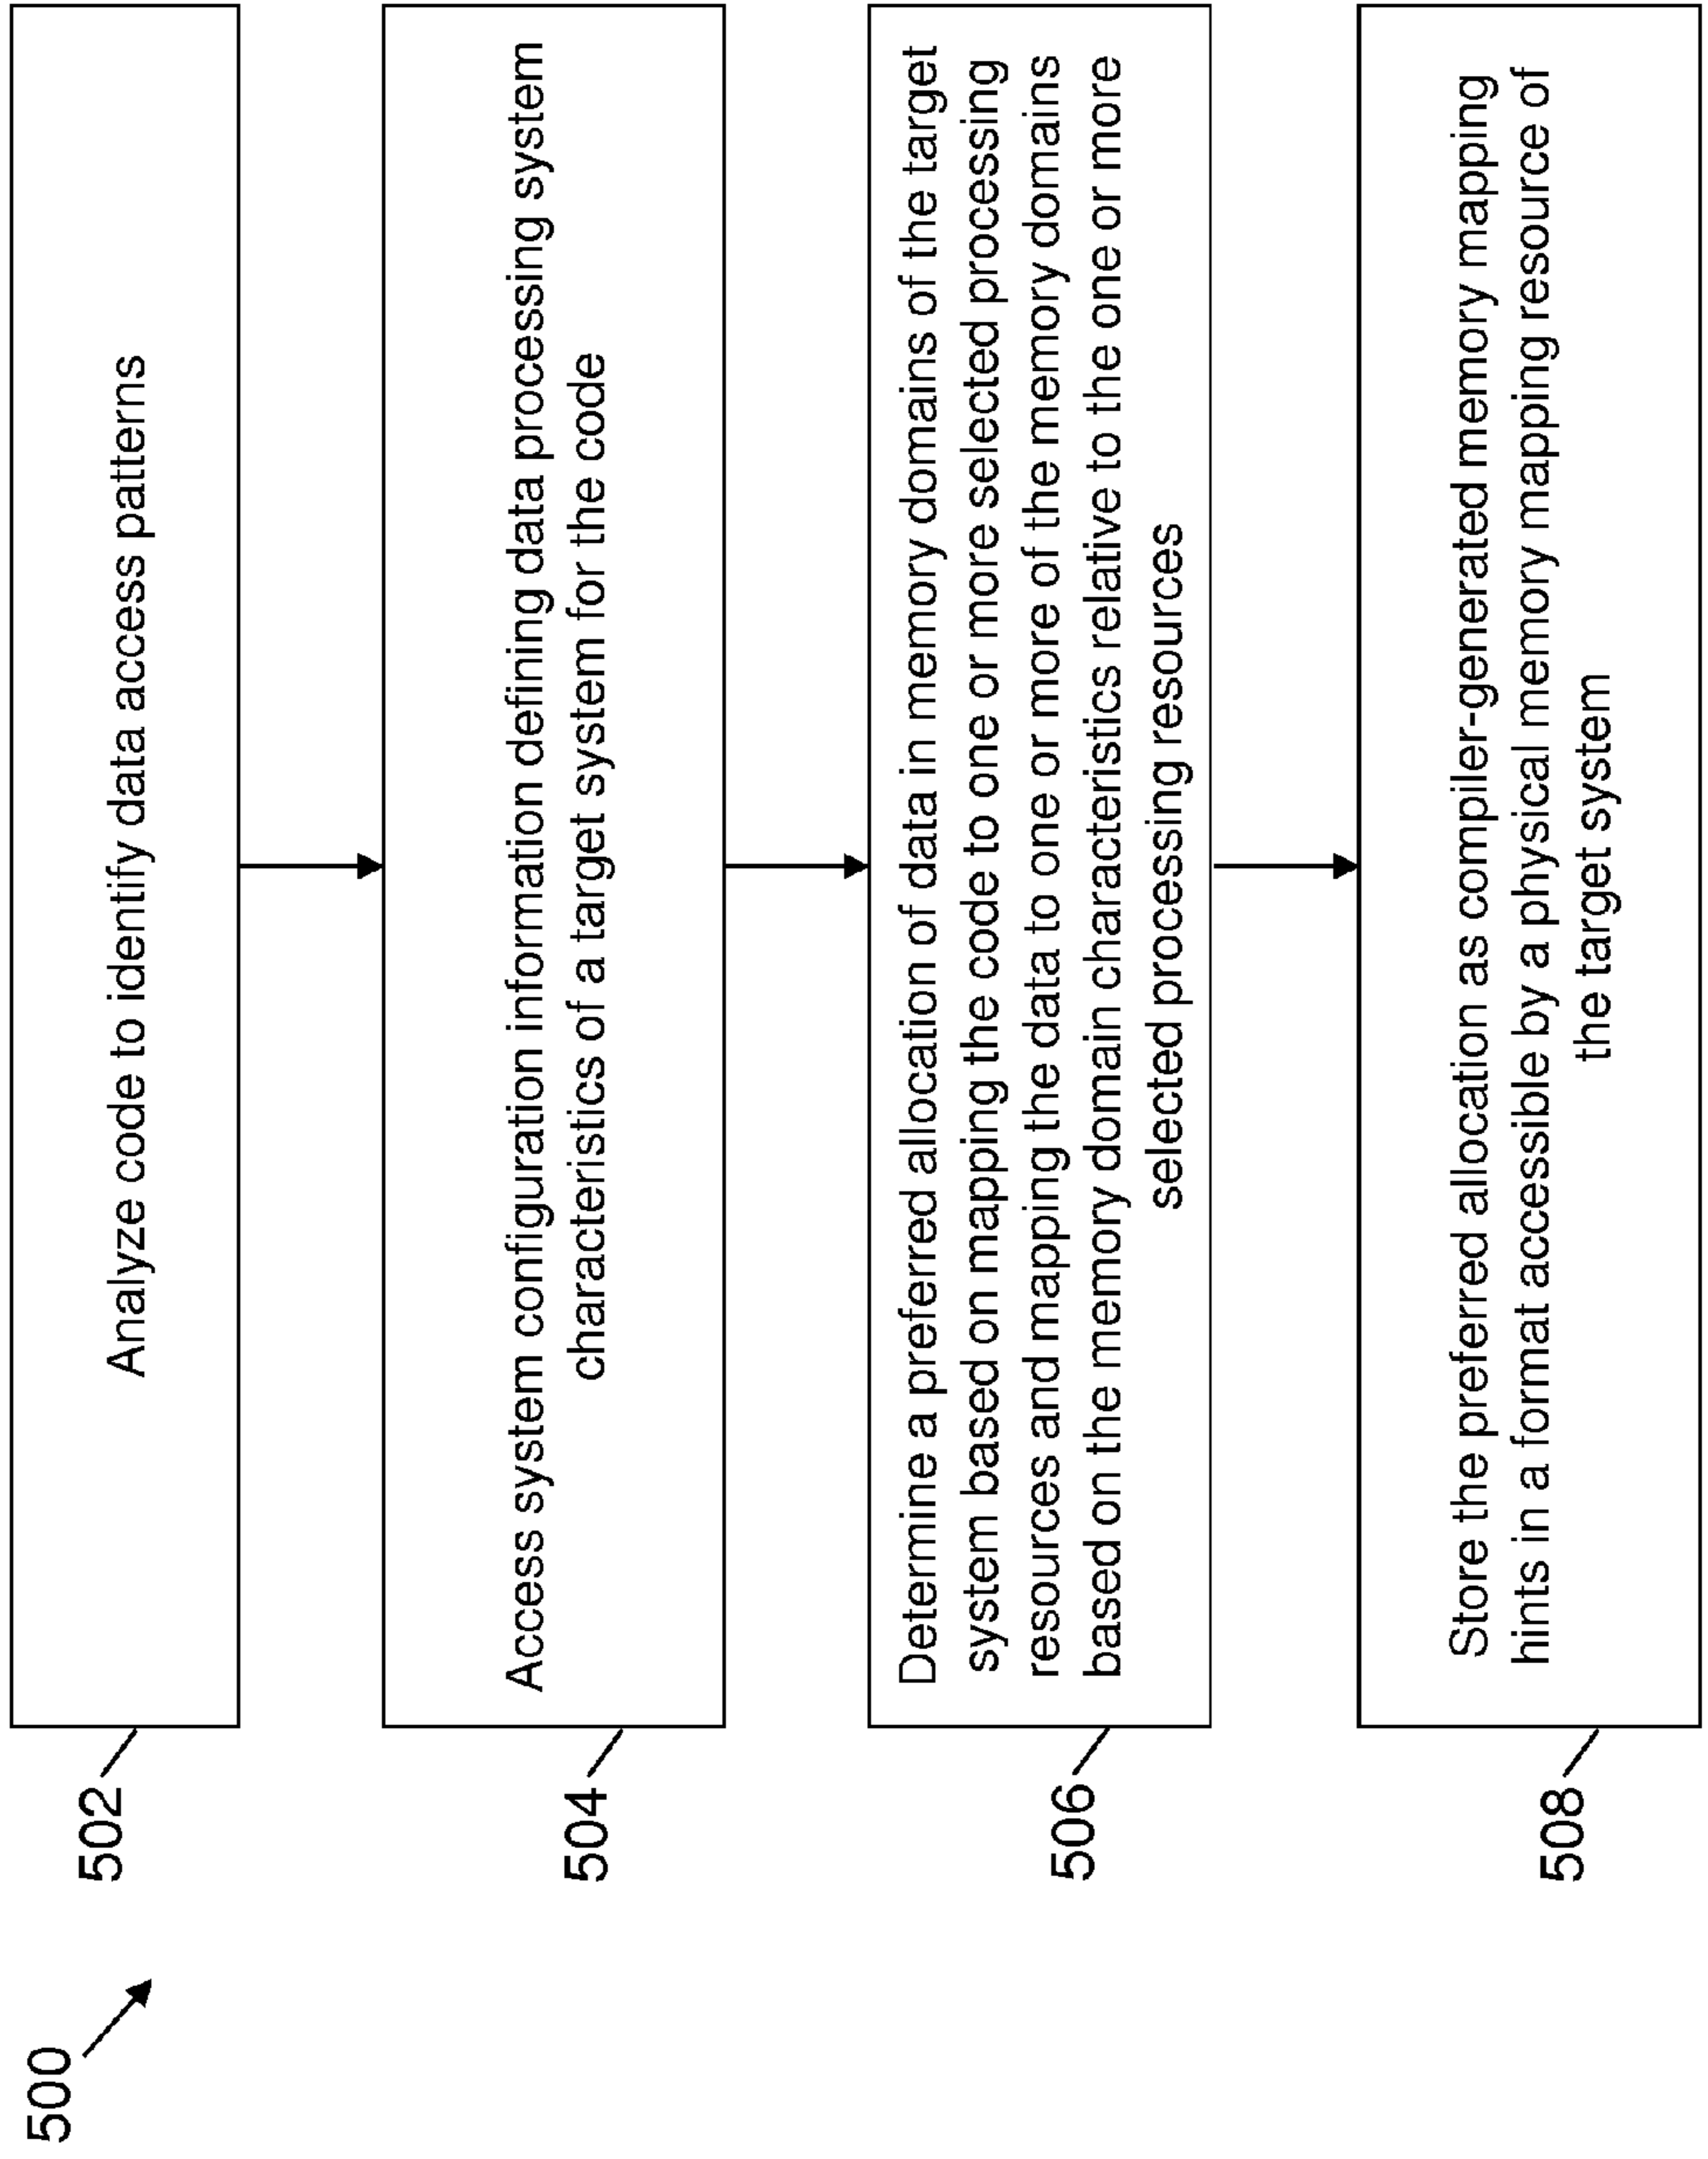 500
502
Analyze code to identify data access patterns
504
Access system configuration information defining data processing system
characteristics of a target system for the code
506
Determine a preferred allocation of data in memory domains of the target
system based on mapping the code to one or more selected processing
resources and mapping the data to one or more of the memory domains
based on the memory domain characteristics relative to the one or more
selected processing resources
508
Store the preferred allocation as compiler-generated memory mapping
hints in a format accessible by a physical memory mapping resource of
the target system